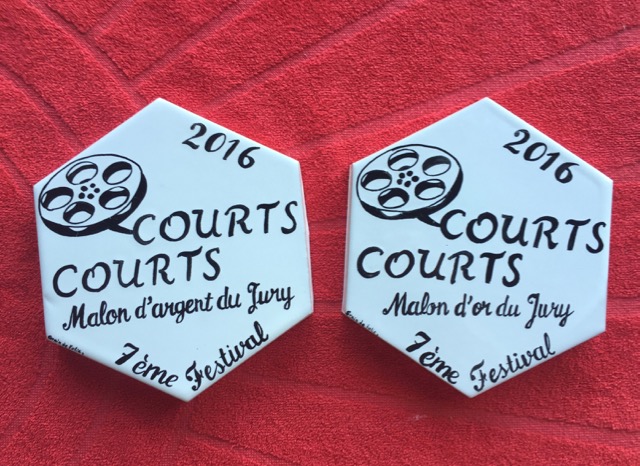 2016
COURTS
COURTS
Malon d'argent du Jury
7ème Festival
2016
COURTS
COURTS
Malon d'or du Jury
7ème Festival